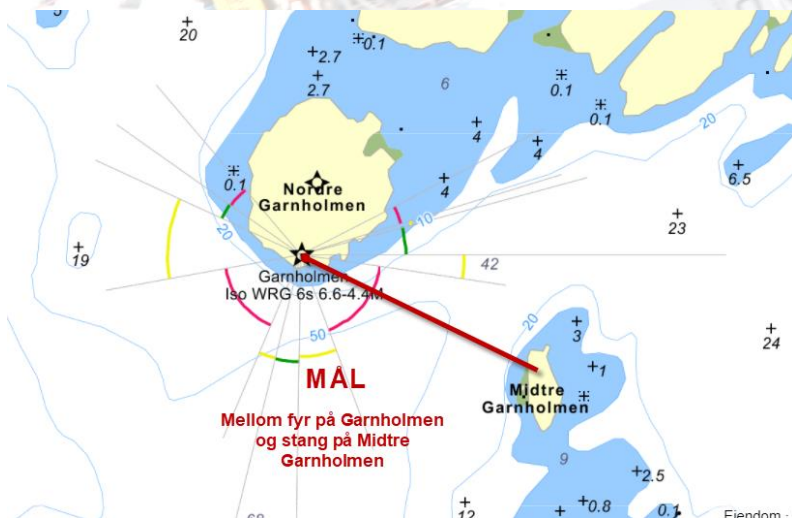 5
20
0.1
2.7
2.7
6
0.1
0.1
20
4
4
4
6.5
0.1
Nordre
Garnholmen
20
10
23
19
42
Garnholmen
Iso WRG 6s 6.6-4.4M
20
3
24
50
1
MÅL
Midtre
Garnholmen
Mellom fyr på Garnholmen
og stang på Midtre
Garnholmen
9
2.5
0.8
0.1
12
68
Eiendom